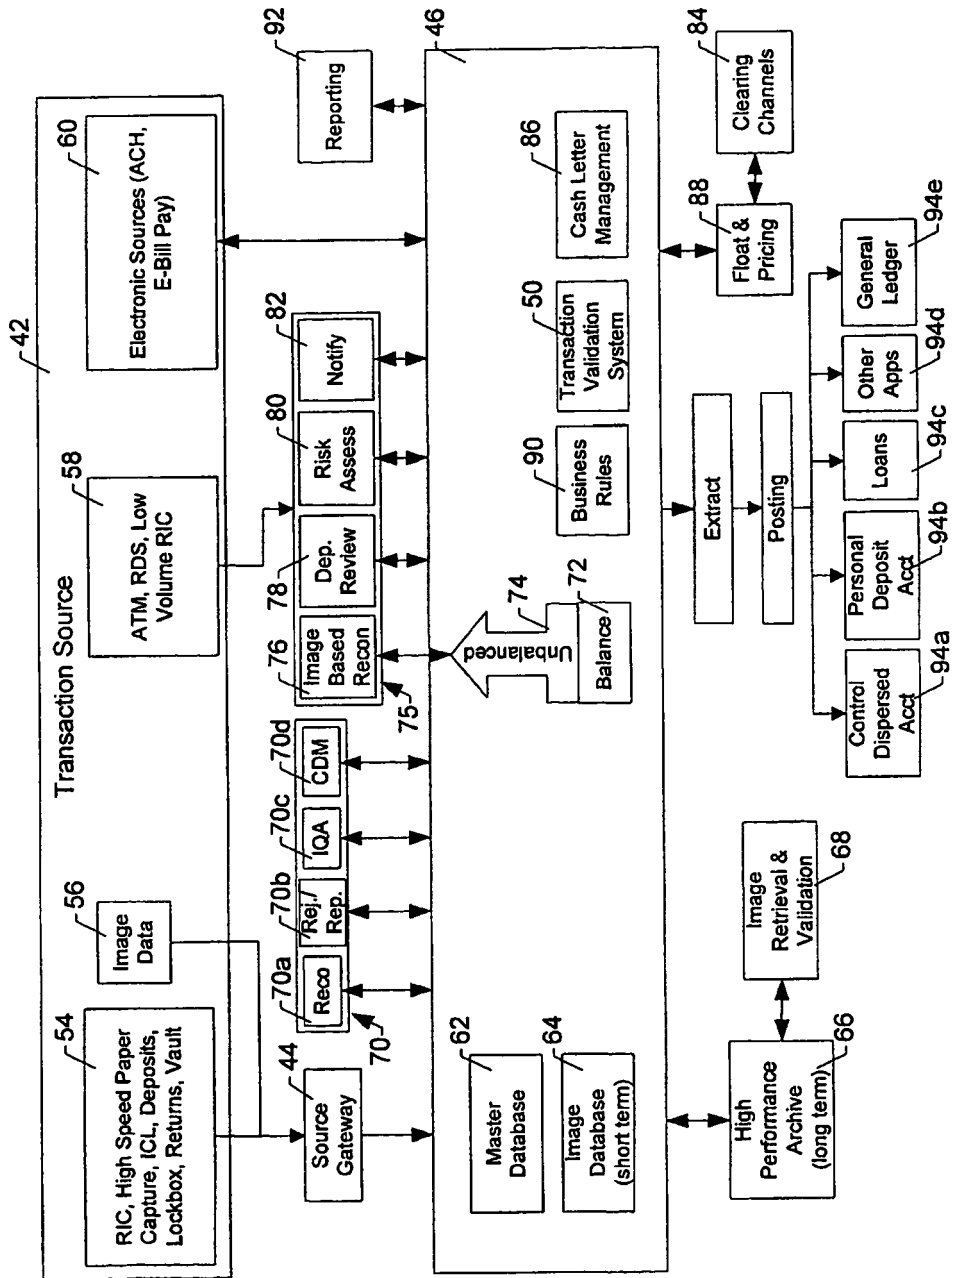 42
Transaction Source
54
RIC, High Speed Paper
Capture, ICL, Deposits,
Lockbox, Returns, Vault
56
Image
Data
58
ATM, RDS, Low
Volume RIC
60
Electronic Sources (ACH,
E-Bill Pay)
44
Source
Gateway
70
70a
Reco
70b
Rej./
Rep.
70c
IQA
70d
CDM
75
76
Image
Based
Recon
78
Dep.
Review
80
Risk
Assess
82
Notify
92
Reporting
46
62
Master
Database
64
Image
Database
(short term)
74
Unbalanced
72
Balance
90
Business
Rules
50
Transaction
Validation
System
86
Cash Letter
Management
High
Performance
Archive
(long term)
66
Image
Retrieval &
Validation
68
Extract
Posting
88
Float &
Pricing
84
Clearing
Channels
Control
Dispersed
Acct
94a
Personal
Deposit
Acct
94b
Loans
94c
Other
Apps
94d
General
Ledger
94e